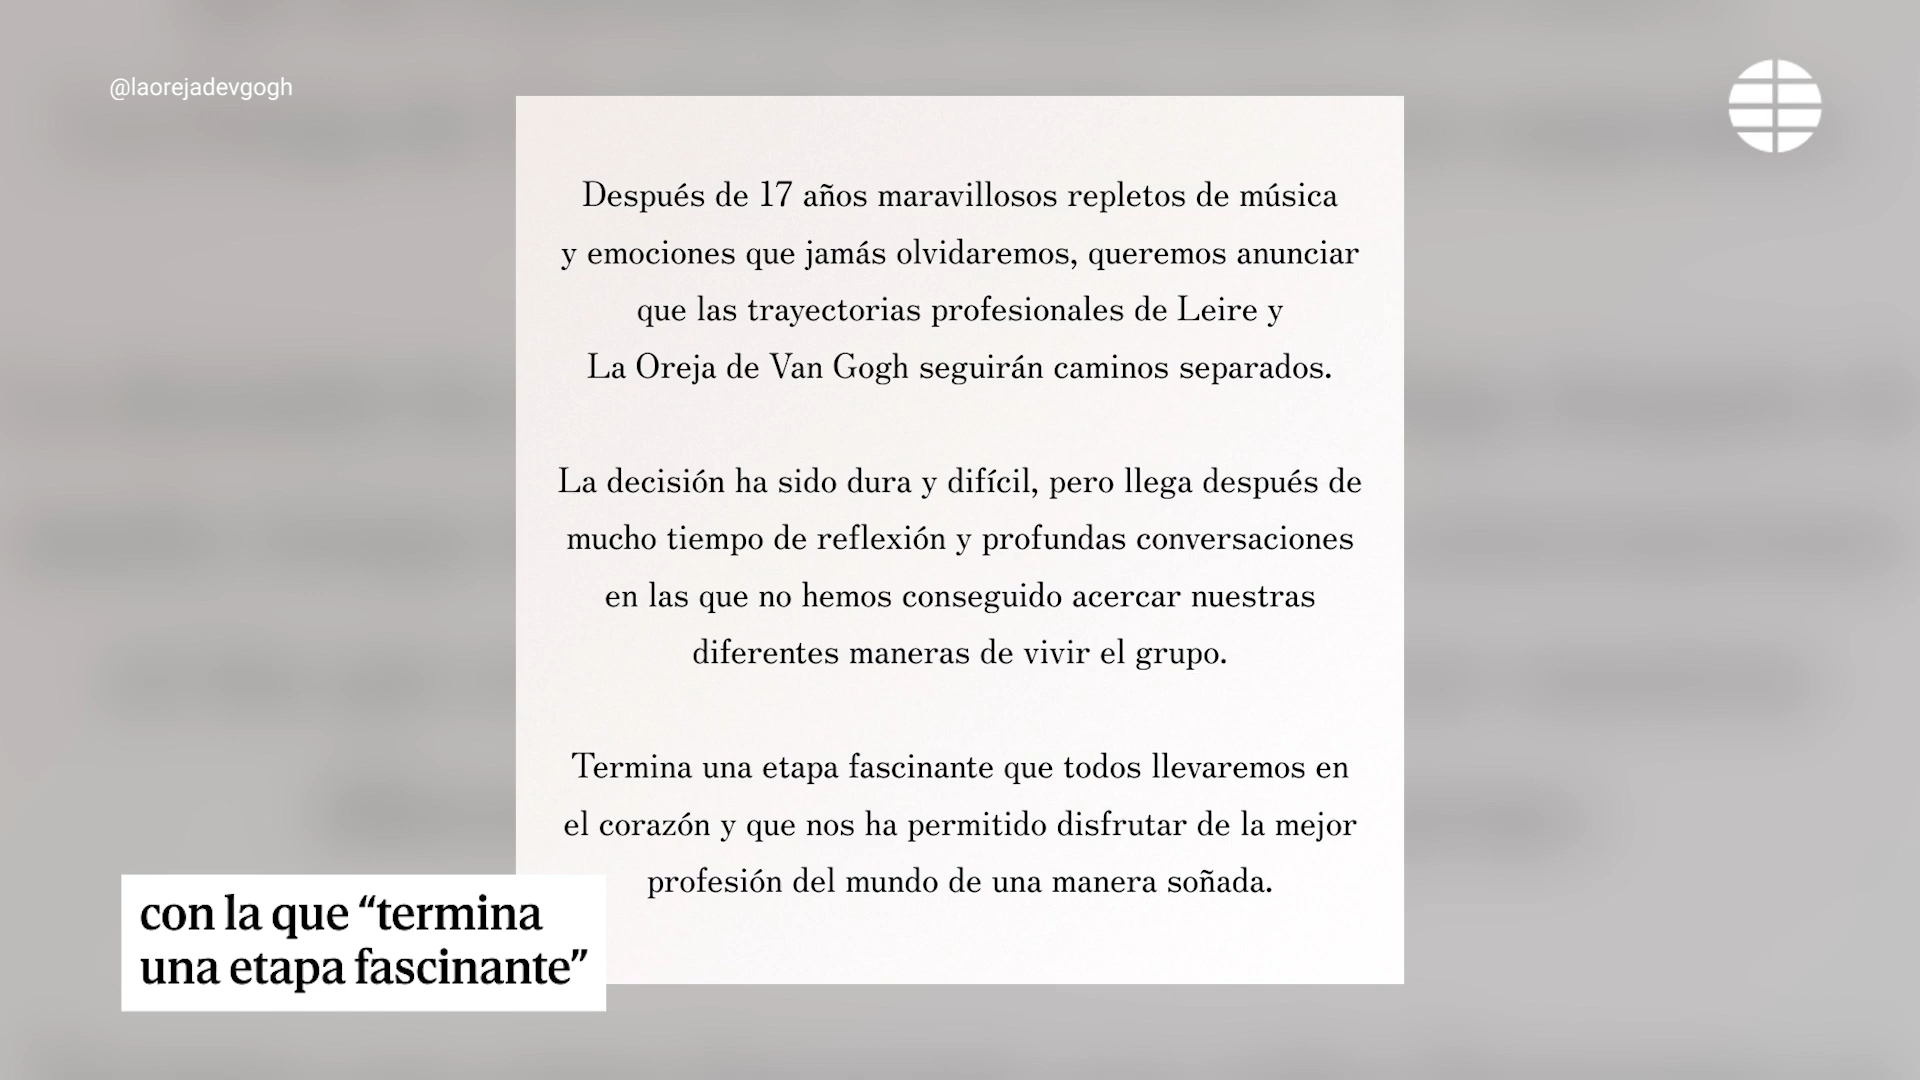 @laorejadevgogh
Después de 17 años maravillosos repletos de música
y emociones que jamás olvidaremos, queremos anunciar
que las trayectorias profesionales de Leire y
La Oreja de Van Gogh seguirán caminos separados.
La decisión ha sido dura y difícil, pero llega después de
mucho tiempo de reflexión y profundas conversaciones
en las que no hemos conseguido acercar nuestras
diferentes maneras de vivir el grupo.
Termina una etapa fascinante que todos llevaremos en
el corazón y que nos ha permitido disfrutar de la mejor
profesión del mundo de una manera soñada.
con la que “termina
una etapa fascinante”